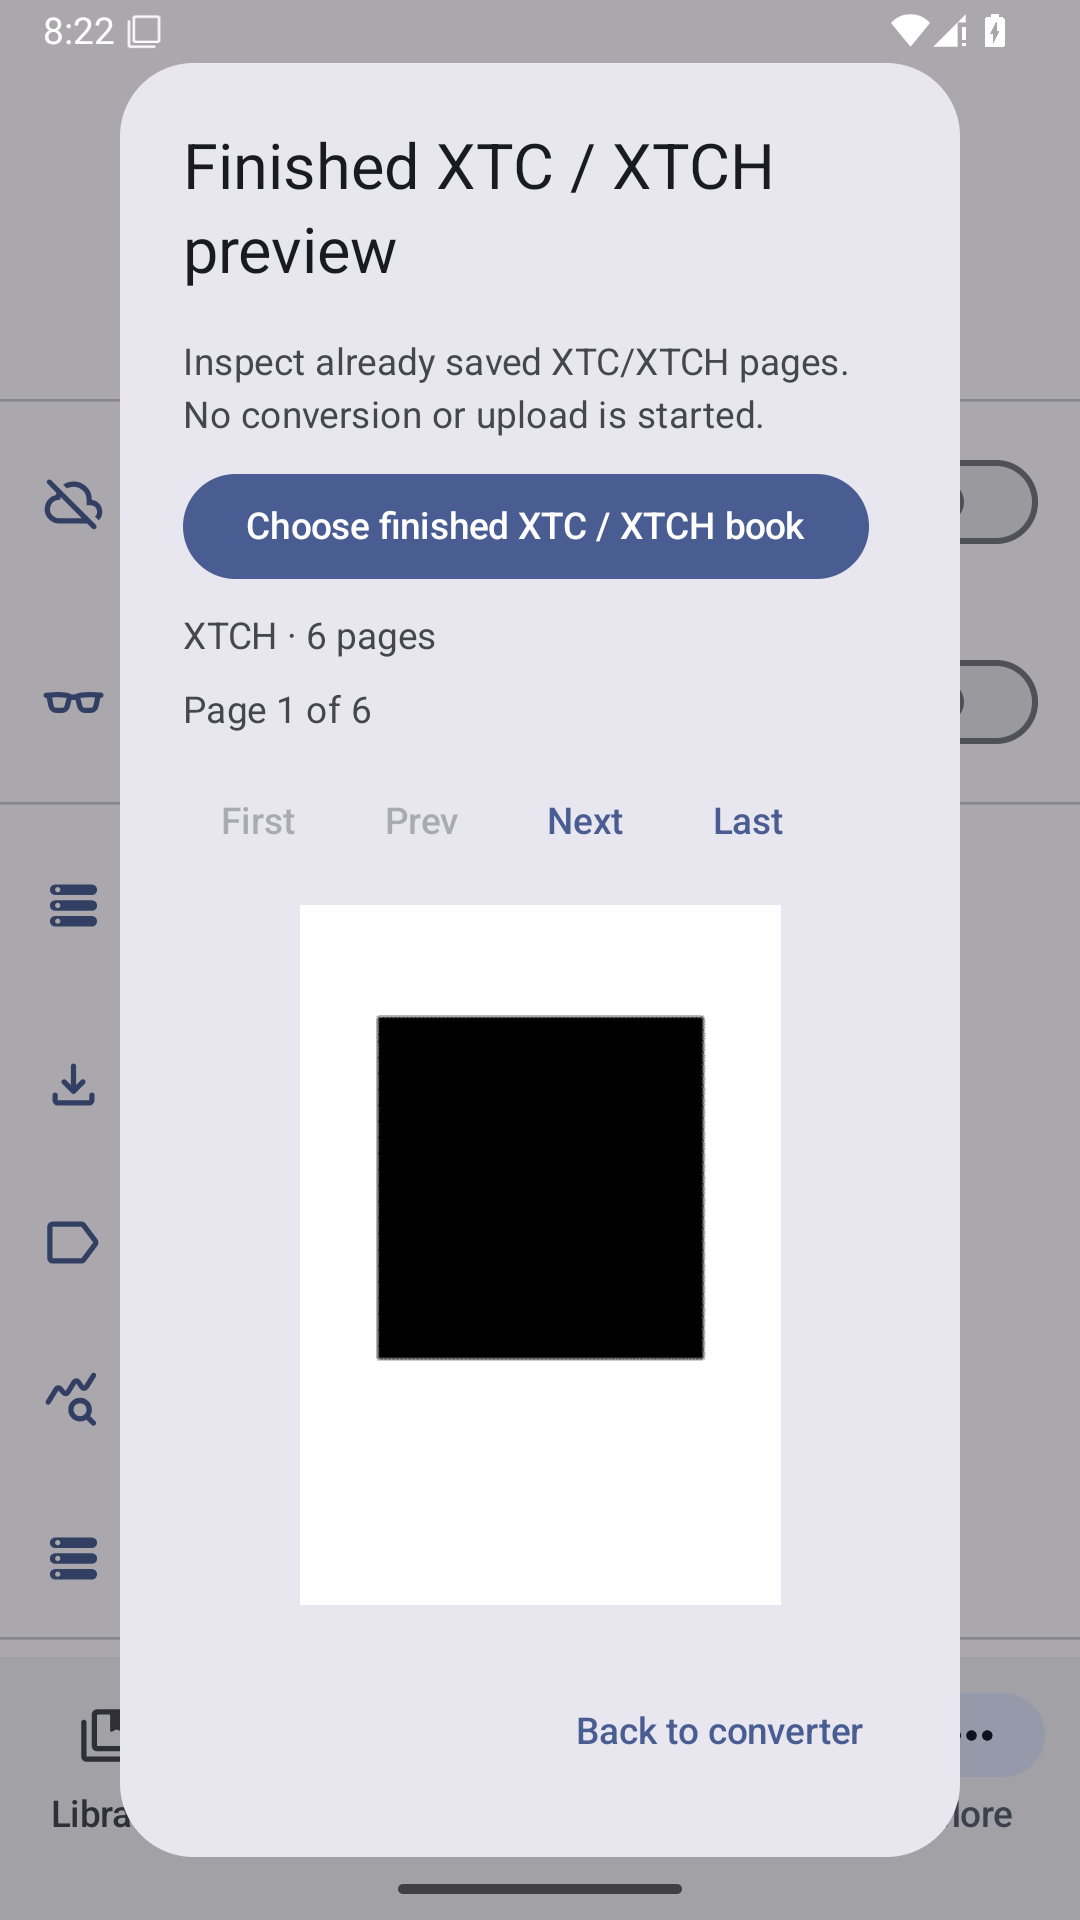 8:22
Finished XTC / XTCH
preview
Inspect already saved XTC/XTCH pages.
No conversion or upload is started.
Choose finished XTC / XTCH book
XTCH · 6 pages
Page 1 of 6
First Prev Next Last
Back to converter